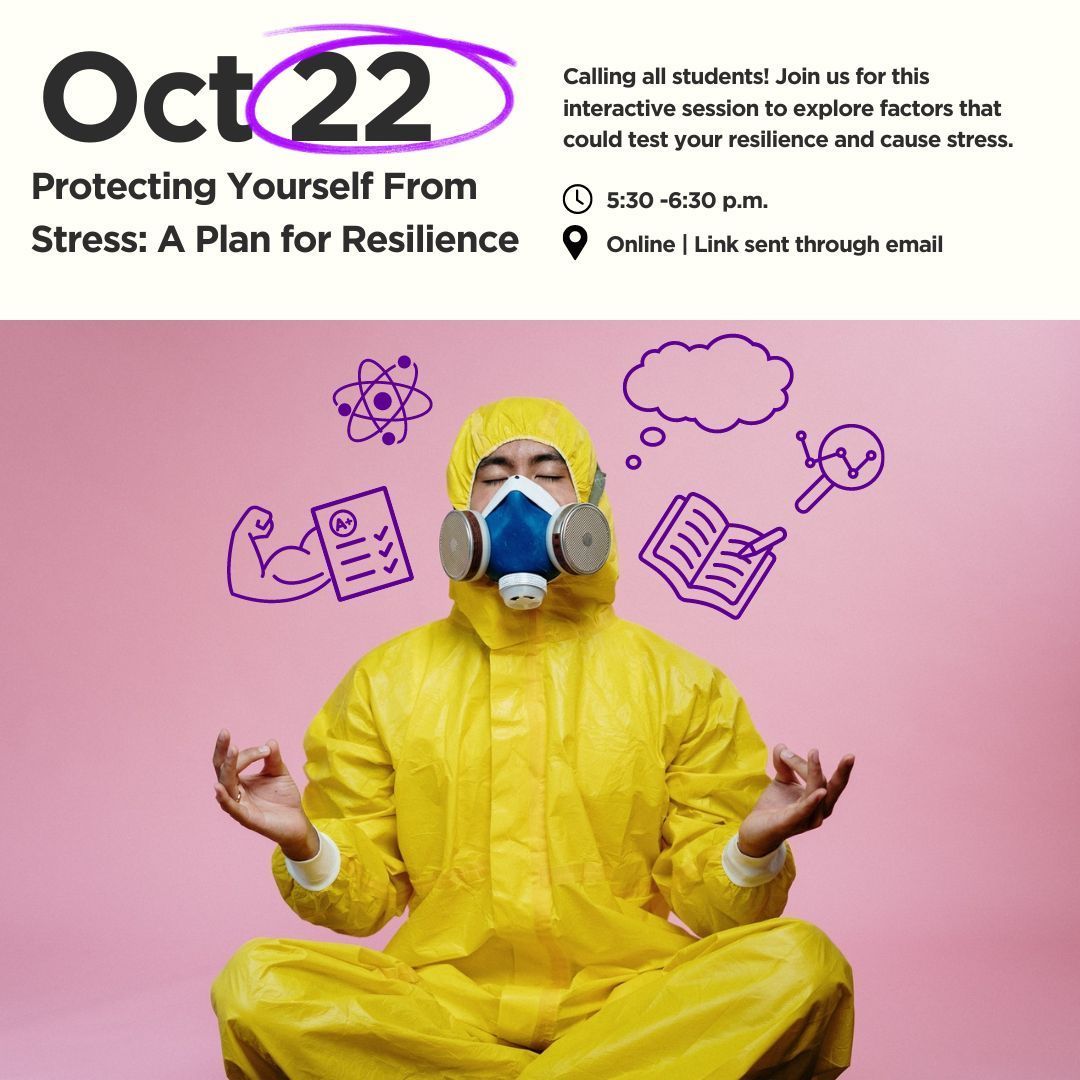 Oct 22
Protecting Yourself From
Stress: A Plan for Resilience
Calling all students! Join us for this
interactive session to explore factors that
could test your resilience and cause stress.
5:30 -6:30 p.m.
Online | Link sent through email
A+